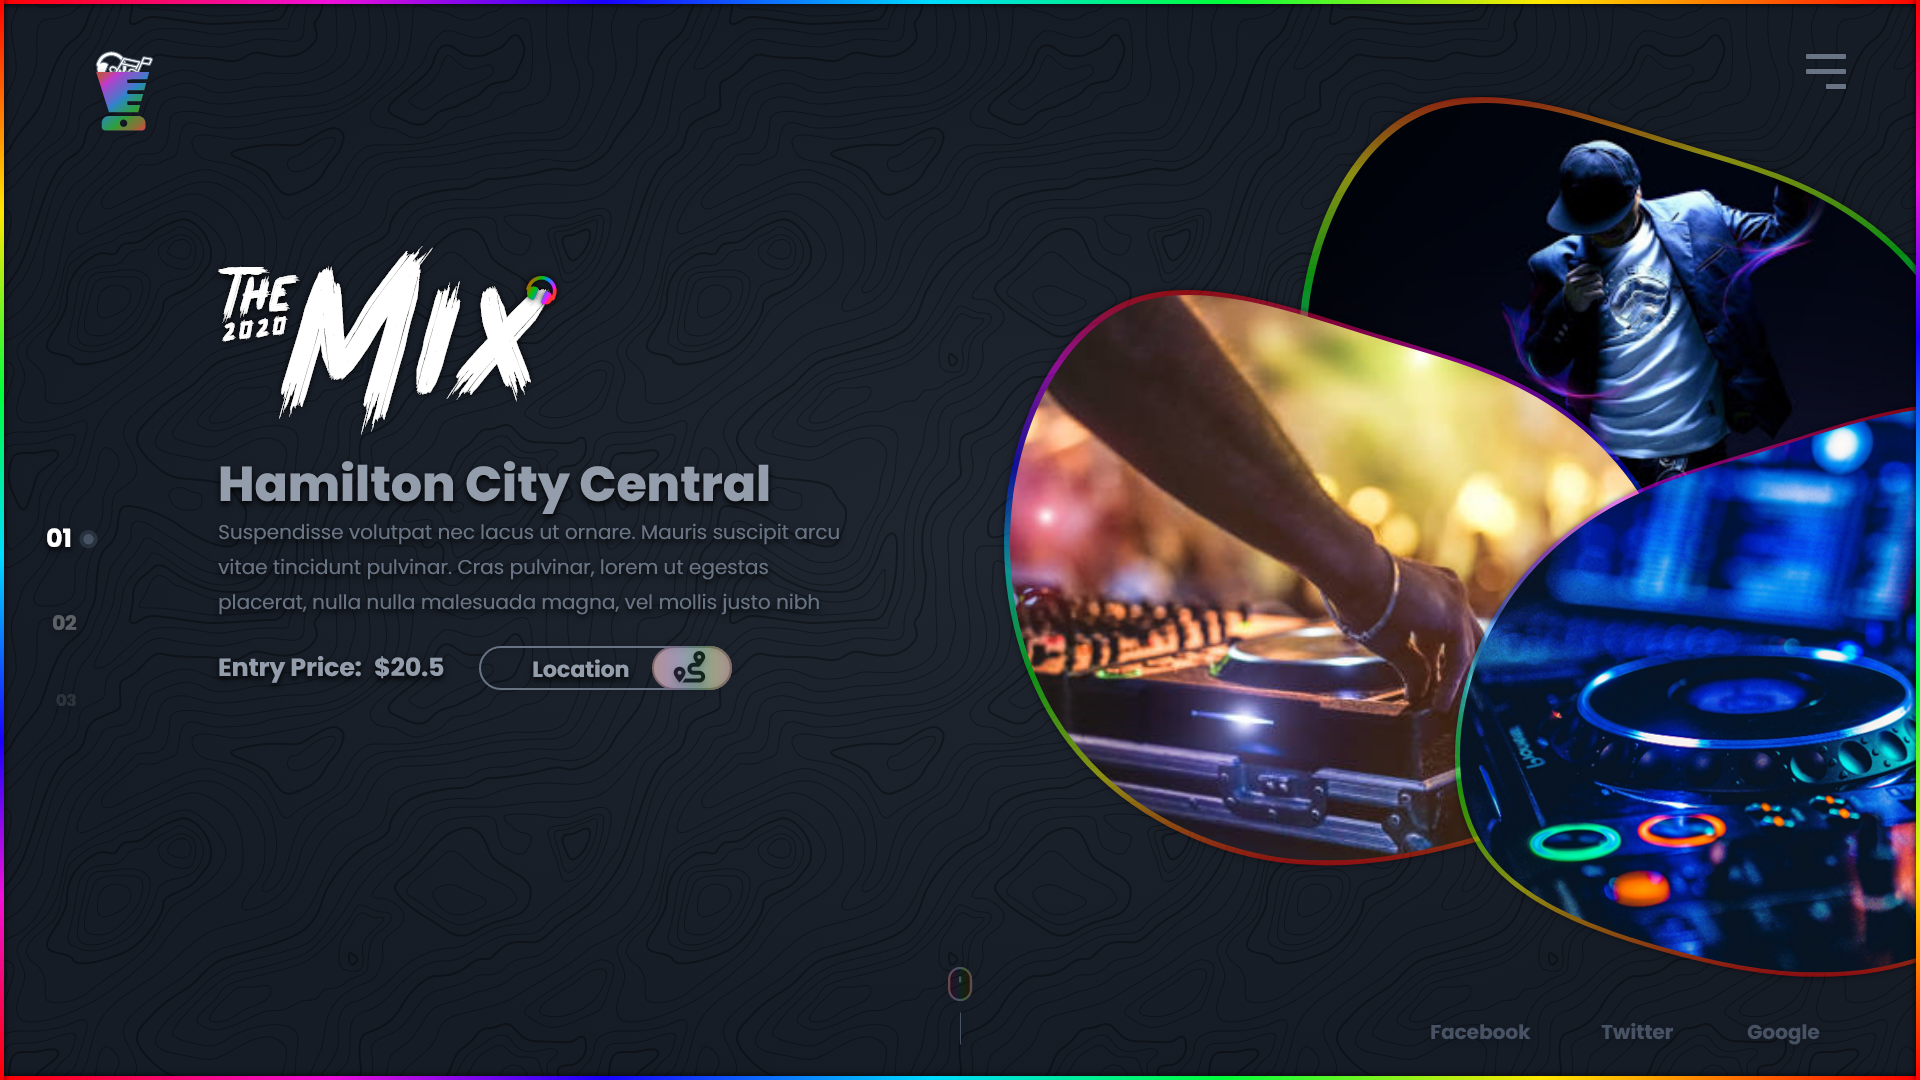 THE
2020
MIX
Hamilton City Central
Suspendisse volutpat nec lacus ut ornare. Mauris suscipit arcu
vitae tincidunt pulvinar. Cras pulvinar, lorem ut egestas
placerat, nulla nulla malesuada magna, vel mollis justo nibh
01
02
03
Entry Price: $20.5
Location
Facebook
Twitter
Google